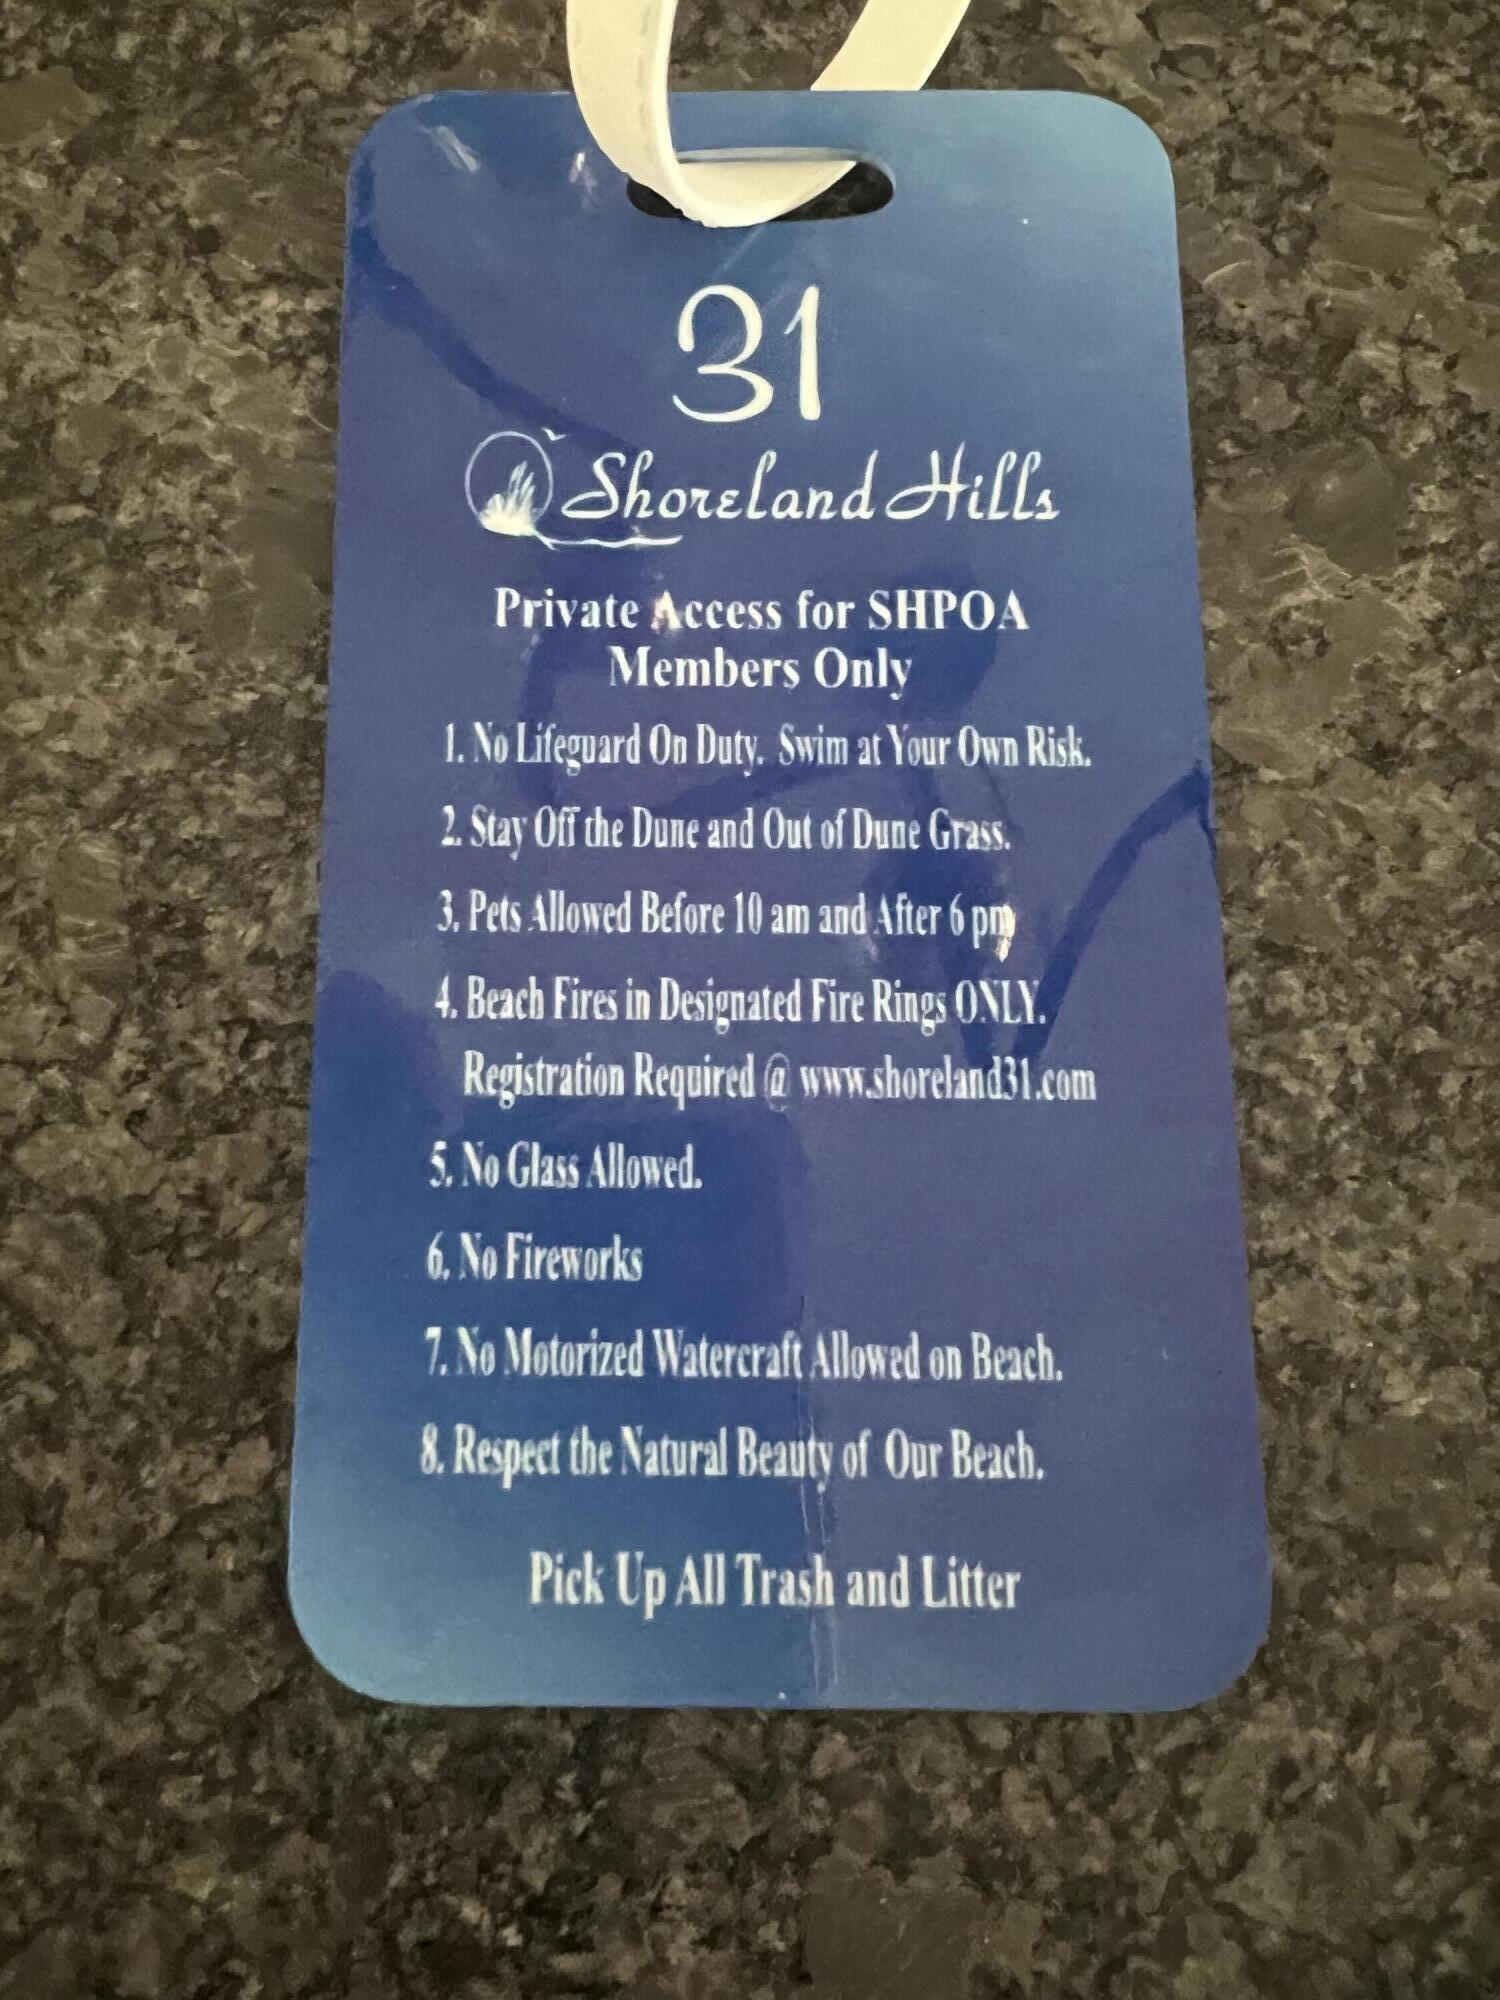 31
Shoreland Hills
Private Access for SHPOA
Members Only
1. No Lifeguard On Duty. Swim at Your Own Risk.
2. Stay Off the Dune and Out of Dune Grass.
3. Pets Allowed Before 10 am and After 6 pm
4. Beach Fires in Designated Fire Rings ONLY.
Registration Required @ www.shoreland31.com
5. No Glass Allowed.
6. No Fireworks
7. No Motorized Watercraft Allowed on Beach.
8. Respect the Natural Beauty of Our Beach.
Pick Up All Trash and Litter